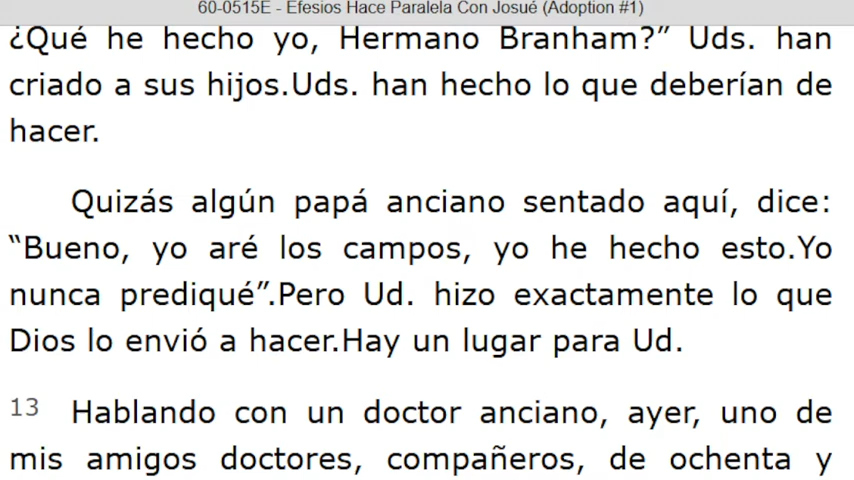 60-0515E - Efesios Hace Paralela Con Josué (Adoption #1)
¿Qué he hecho yo, Hermano Branham?” Uds. han
criado a sus hijos.Uds. han hecho lo que deberían de
hacer.
Quizás algún papá anciano sentado aquí, dice:
“Bueno, yo aré los campos, yo he hecho esto.Yo
nunca prediqué”.Pero Ud. hizo exactamente lo que
Dios lo envió a hacer.Hay un lugar para Ud.
13 Hablando con un doctor anciano, ayer, uno de
mis amigos doctores, compañeros, de ochenta y